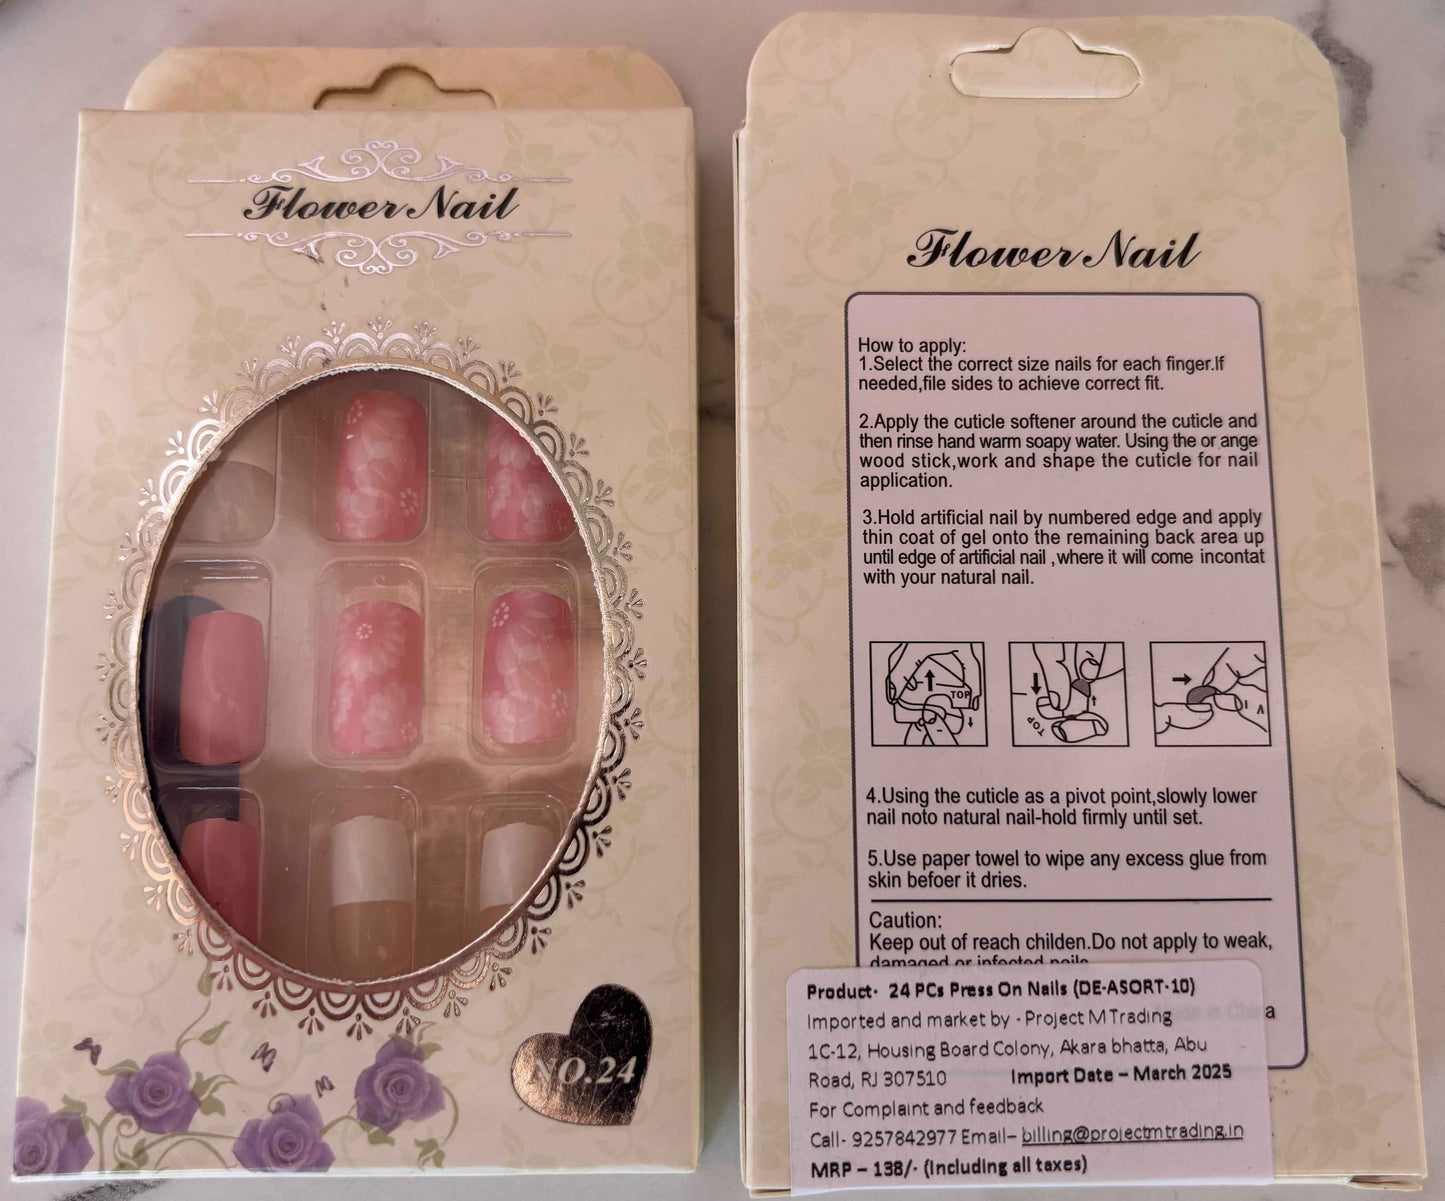 Flower Nail
NO.24
Flower Nail
How to apply:
1.Select the correct size nails for each finger.If
needed,file sides to achieve correct fit.
2.Apply the cuticle softener around the cuticle and
then rinse hand warm soapy water. Using the or ange
wood stick,work and shape the cuticle for nail
application.
3.Hold artificial nail by numbered edge and apply
thin coat of gel onto the remaining back area up
until edge of artificial nail ,where it will come incontat
with your natural nail.
TOP
TOP
4.Using the cuticle as a pivot point,slowly lower
nail noto natural nail-hold firmly until set.
5.Use paper towel to wipe any excess glue from
skin befoer it dries.
Caution:
Keep out of reach childen.Do not apply to weak,
damaged or infected nails
Product- 24 PCs Press On Nails (DE-ASORT-10)
Imported and market by - Project M Trading
1C-12, Housing Board Colony, Akara bhatta, Abu
Road, RJ 307510 Import Date – March 2025
For Complaint and feedback
Call- 9257842977 Email– billing@projectmtrading.in
MRP – 138/- (Including all taxes)